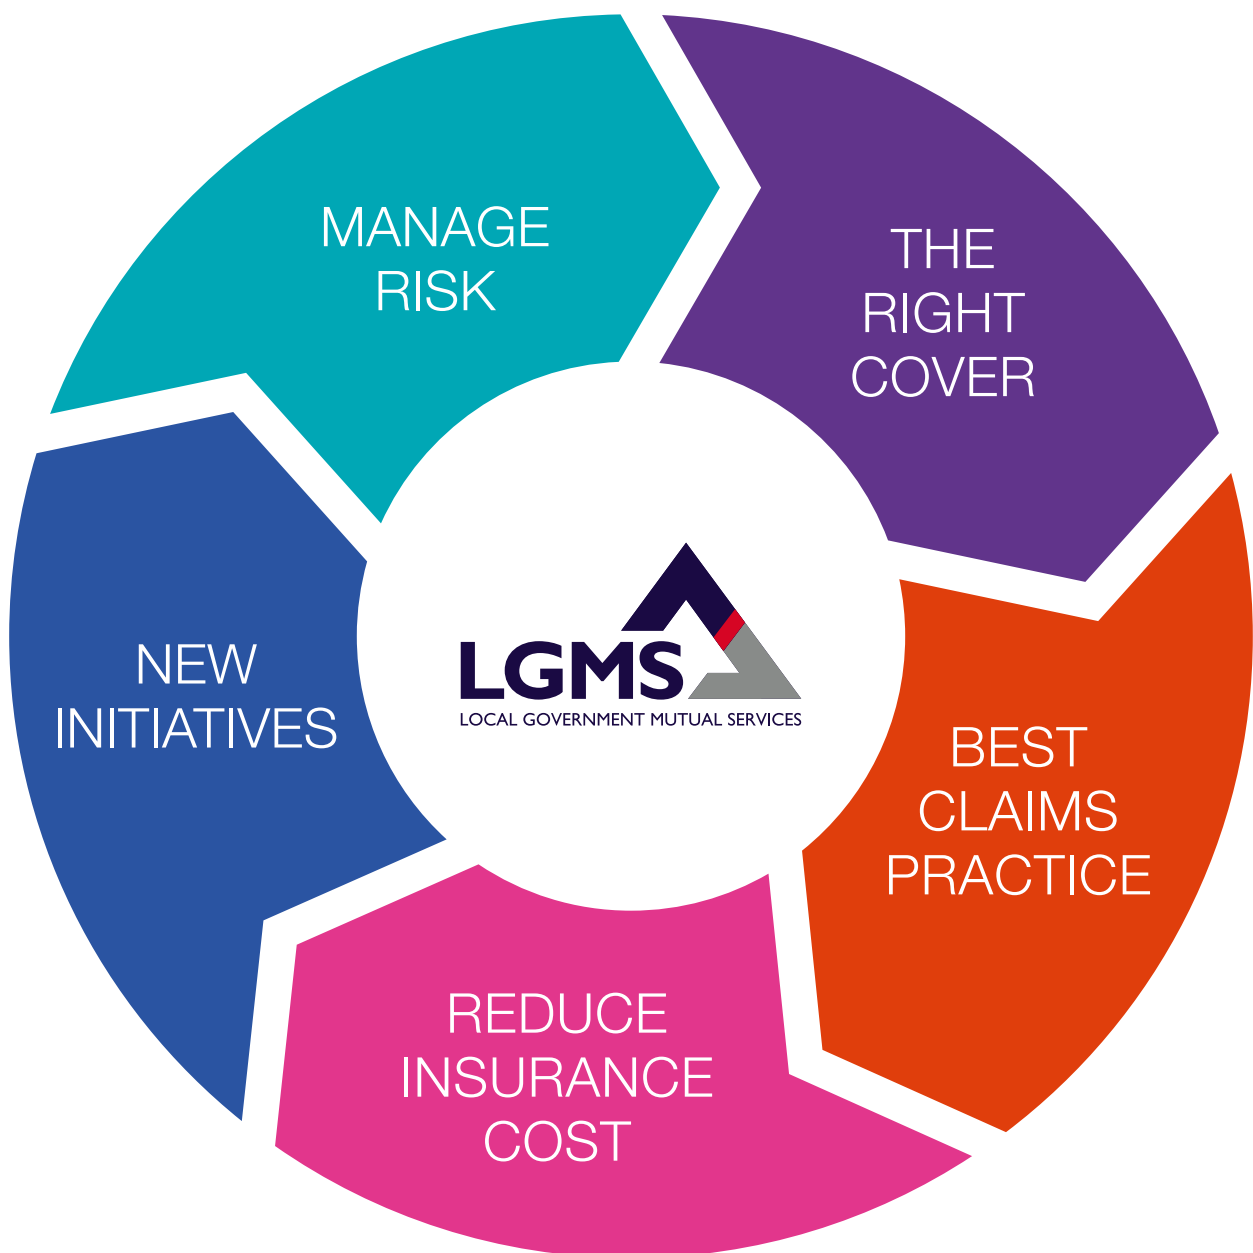 MANAGE
RISK
THE
RIGHT
COVER
BEST
CLAIMS
PRACTICE
REDUCE
INSURANCE
COST
NEW
INITIATIVES
LGMS
LOCAL GOVERNMENT MUTUAL SERVICES